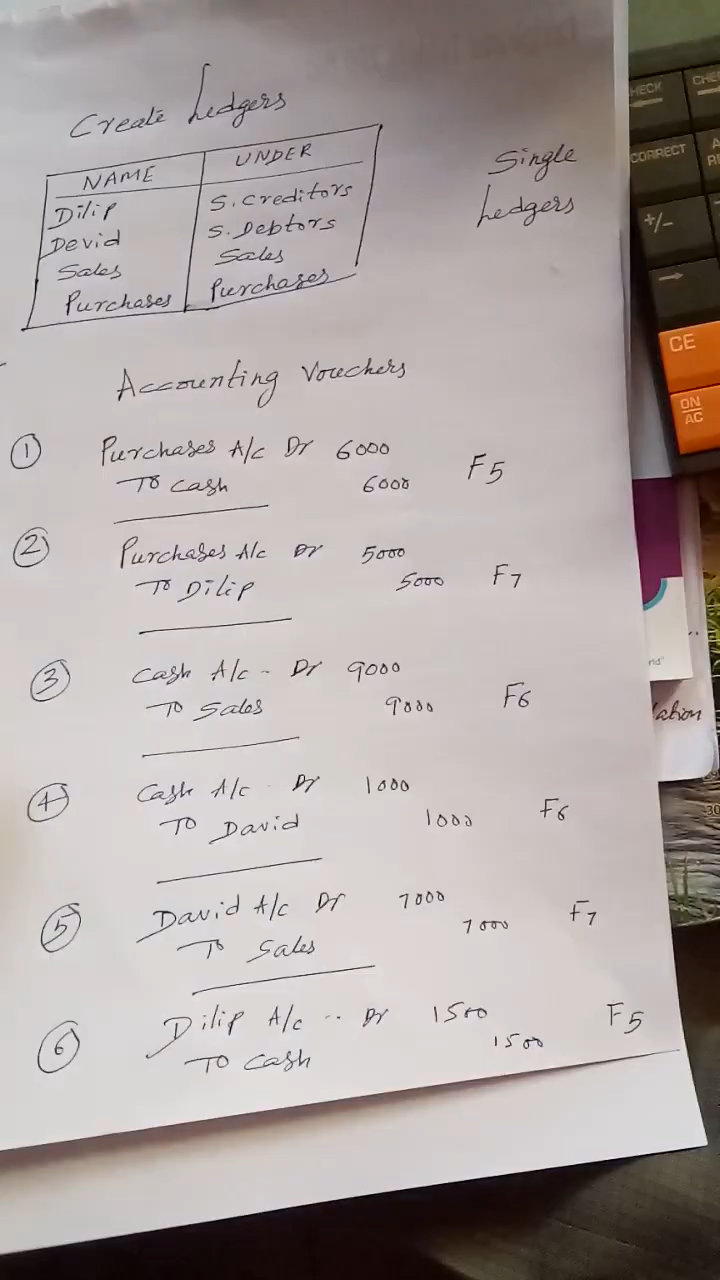 Create Ledgers
NAME UNDER
Dilip S. Creditors
Devid S. Debtors
Sales Sales
Purchases Purchases
Single
Ledgers
Accounting Vouchers
1 Purchases A/c Dr 6000
To Cash 6000 F5
2 Purchases A/c Dr 5000
To Dilip 5000 F7
3 Cash A/c - Dr 9000
To Sales 9000 F6
4 Cash A/c Dr 1000
To David 1000 F6
5 David A/c Dr 7000
To Sales 7000 F7
6 Dilip A/c .. Dr 1500
To Cash 1500 F5
CHECK
CORRECT
+/-
→
CE
ON
AC